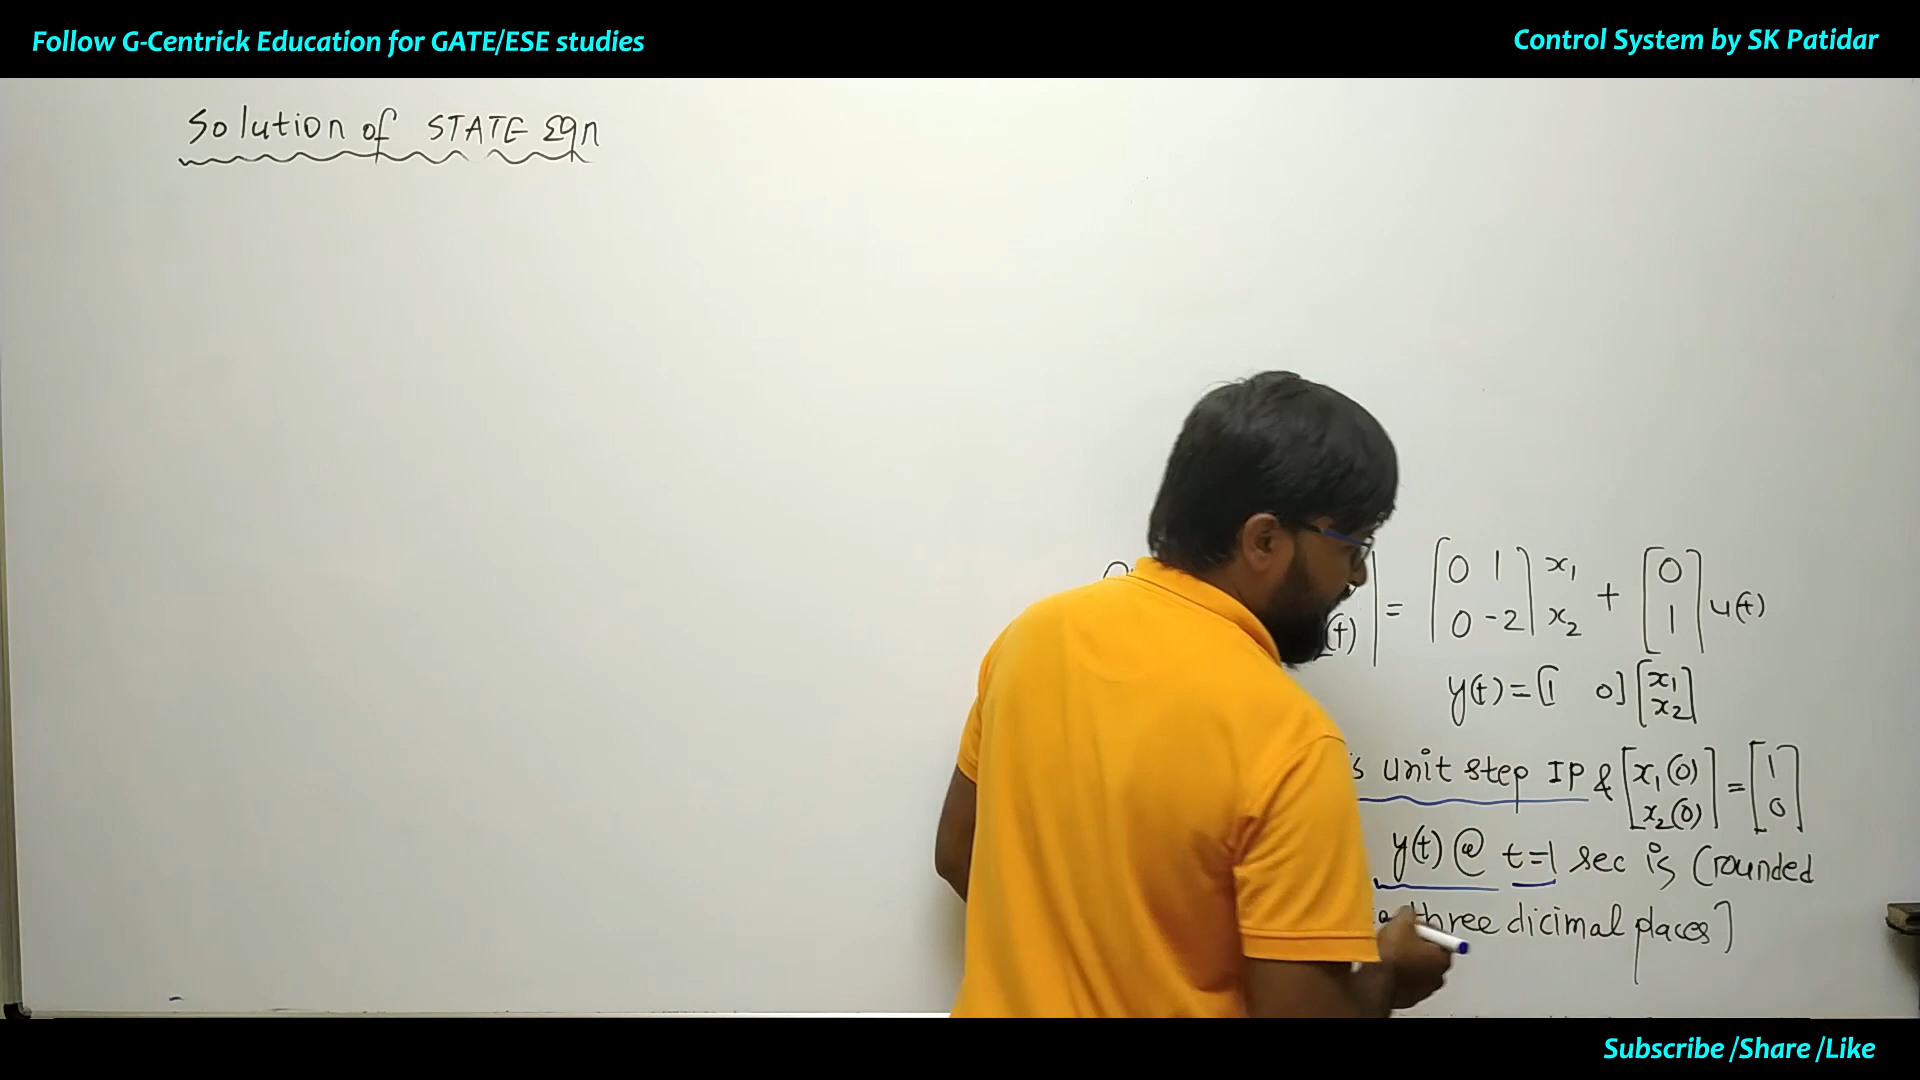 Follow G-Centrick Education for GATE/ESE studies
Control System by SK Patidar
Solution of STATE Eqn
(t) = [0 1 0 -2] x1 x2 + [0 1] u(t)
y(t) = [1 0] [x1 x2]
s unit step IP & [x1(0) x2(0)] = [1 0]
y(t) @ t=1 sec is (rounded
three dicimal places]
Subscribe /Share /Like